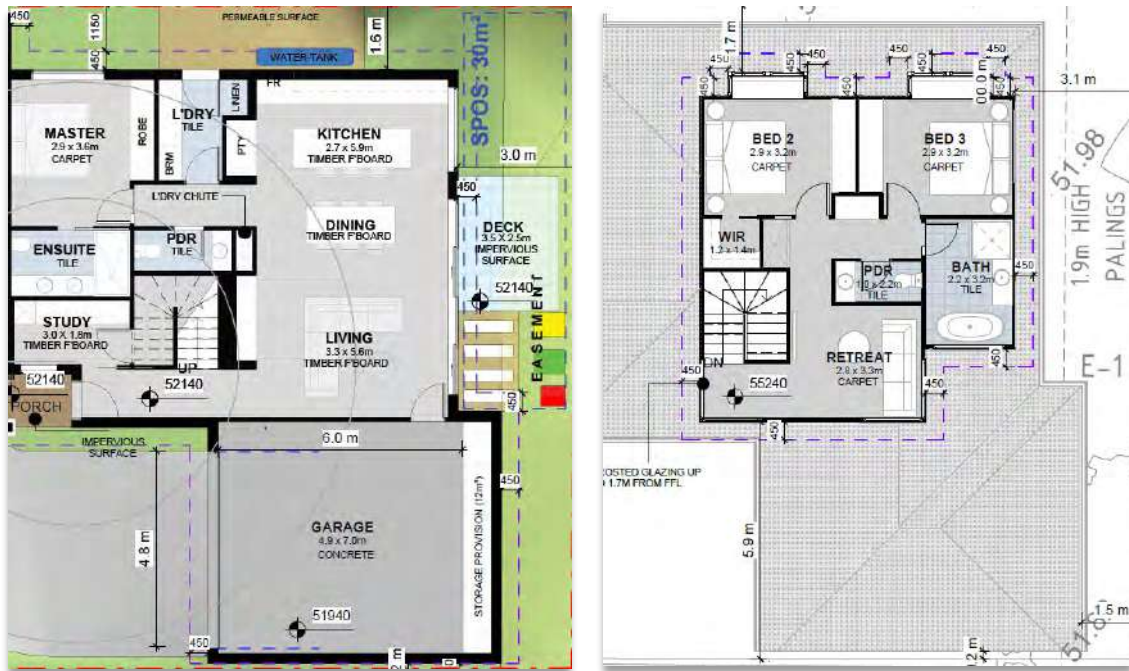 450
PERMEABLE SURFACE
1150
1.6 m
450
WATER TANK
FR
SPOS: 30m²
MASTER
2.9 x 3.6m
CARPET
ROBE
L'DRY
TILE
LINEN
BRM
PTY
KITCHEN
2.7 x 5.9m
TIMBER F'BOARD
3.0 m
450
L'DRY CHUTE
DINING
TIMBER F'BOARD
DECK
3.5 X 2.5m
IMPERVIOUS
SURFACE
52140
ENSUITE
TILE
PDR
TILE
STUDY
3.0 X 1.8m
TIMBER F'BOARD
LIVING
3.3 x 5.6m
TIMBER F'BOARD
EASEMENT
UP
52140
52140
PORCH
450
IMPERVIOUS
SURFACE
6.0 m
450
4.8 m
GARAGE
4.9 x 7.0m
CONCRETE
STORAGE PROVISION (12m³)
51940
450
1.7 m
450
450
450
450
450
450
450
450
3.1 m
BED 2
2.9 x 3.2m
CARPET
BED 3
2.9 x 3.2m
CARPET
51.98
1.9m HIGH
PALINGS
WIR
1.2 x 1.4m
PDR
TILE
BATH
2.2 x 3.2m
TILE
450
450
RETREAT
2.8 x 3.3m
CARPET
E-1
DN
450
55240
450
450
GLAZING UP
1.7M FROM FFL
5.9 m
1.5 m